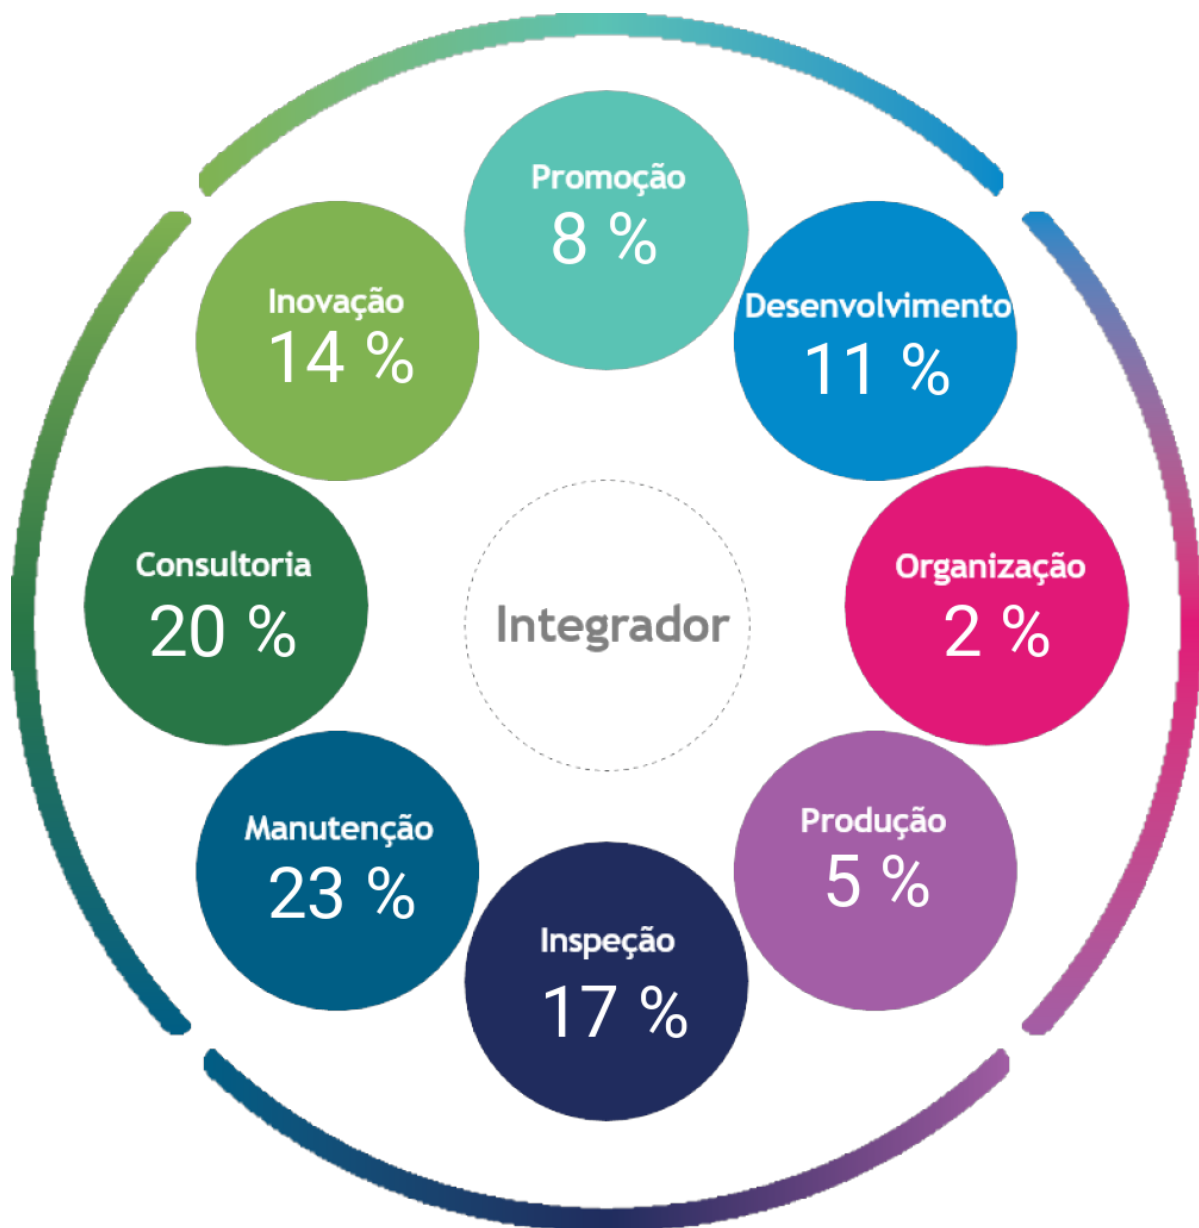 Promoção
8 %
Inovação
14 %
Desenvolvimento
11 %
Consultoria
20 %
Integrador
Organização
2 %
Manutenção
23 %
Produção
5 %
Inspeção
17 %